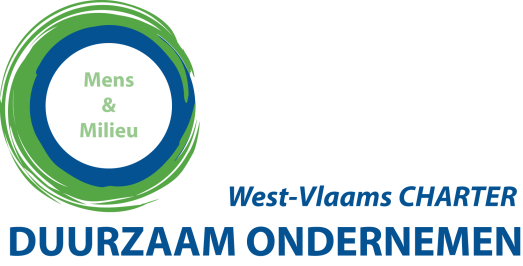 Mens
&
Milieu
West-Vlaams CHARTER
DUURZAAM ONDERNEMEN